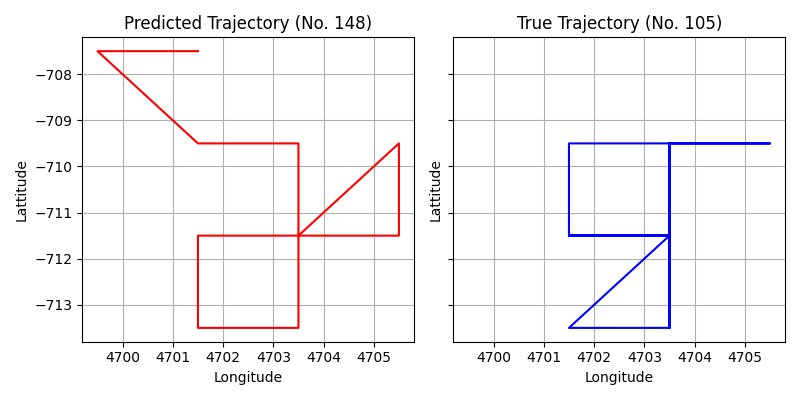 Predicted Trajectory (No. 148)
True Trajectory (No. 105)
Lattitude
−708
−709
−710
−711
−712
−713
4700 4701 4702 4703 4704 4705
Longitude
Lattitude
4700 4701 4702 4703 4704 4705
Longitude